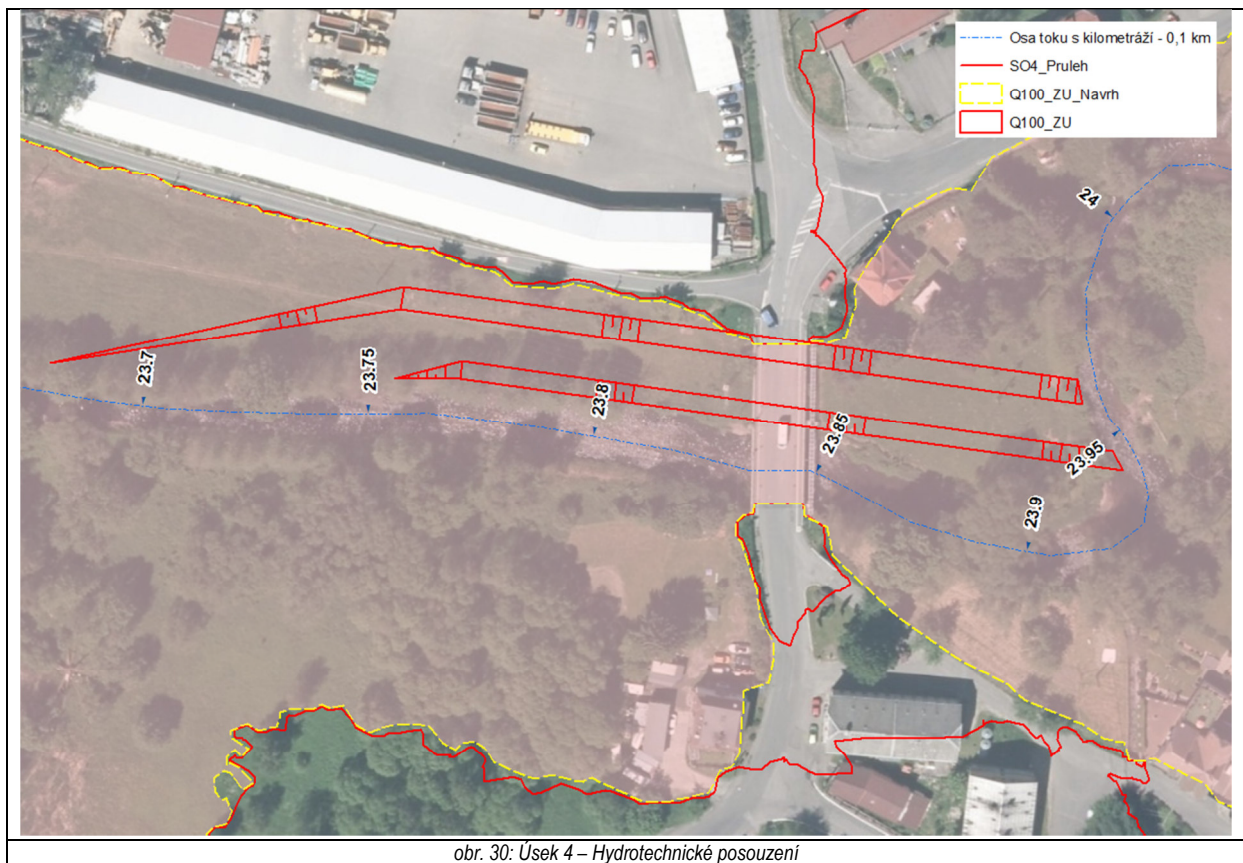 Osa toku s kilometráží - 0,1 km
SO4_Pruleh
Q100_ZU_Navrh
Q100_ZU
24
23.7
23.75
23.8
23.85
23.95
23.9
obr. 30: Úsek 4 – Hydrotechnické posouzení